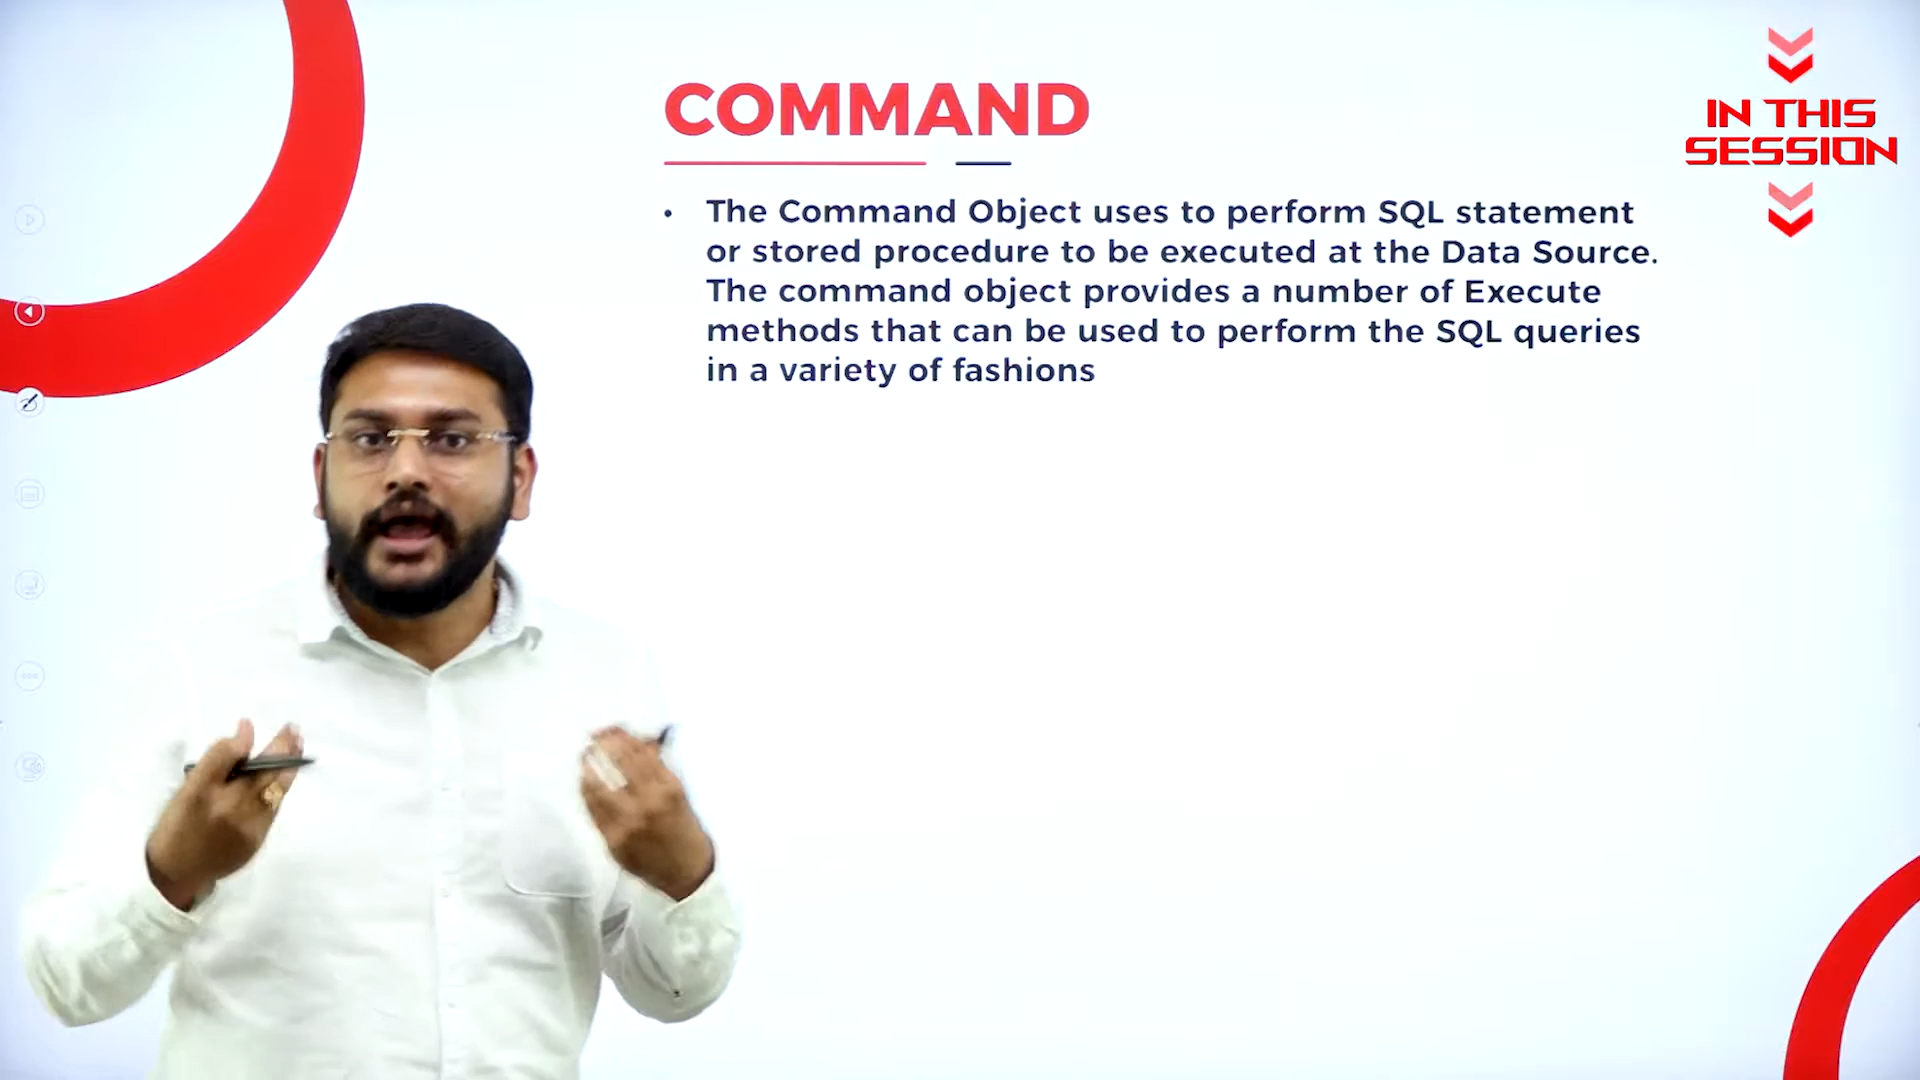 COMMAND
IN THIS
SESSION
• The Command Object uses to perform SQL statement
or stored procedure to be executed at the Data Source.
The command object provides a number of Execute
methods that can be used to perform the SQL queries
in a variety of fashions